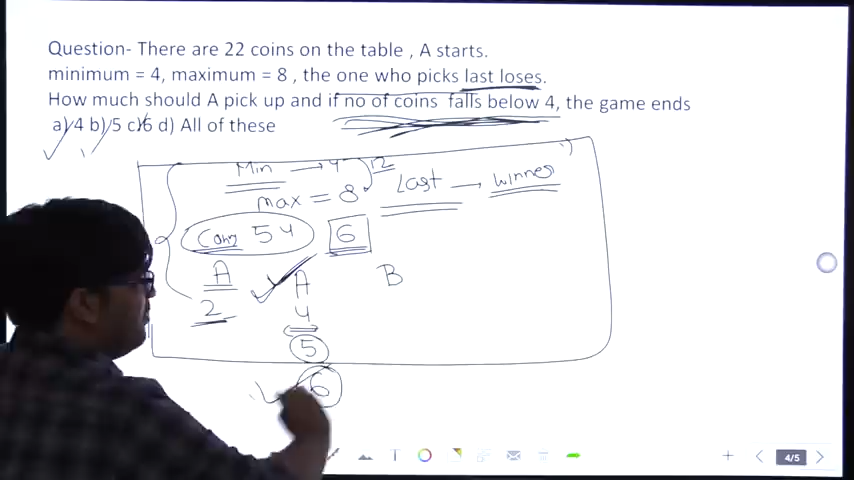 Question- There are 22 coins on the table , A starts.
minimum = 4, maximum = 8 , the one who picks last loses.
How much should A pick up and if no of coins falls below 4, the game ends
a) 4 b) 5 c) 6 d) All of these
Min → 4 12
max = 8 Last → winner
Coins 54 6
A A B
2 4
5
6
T
4/5